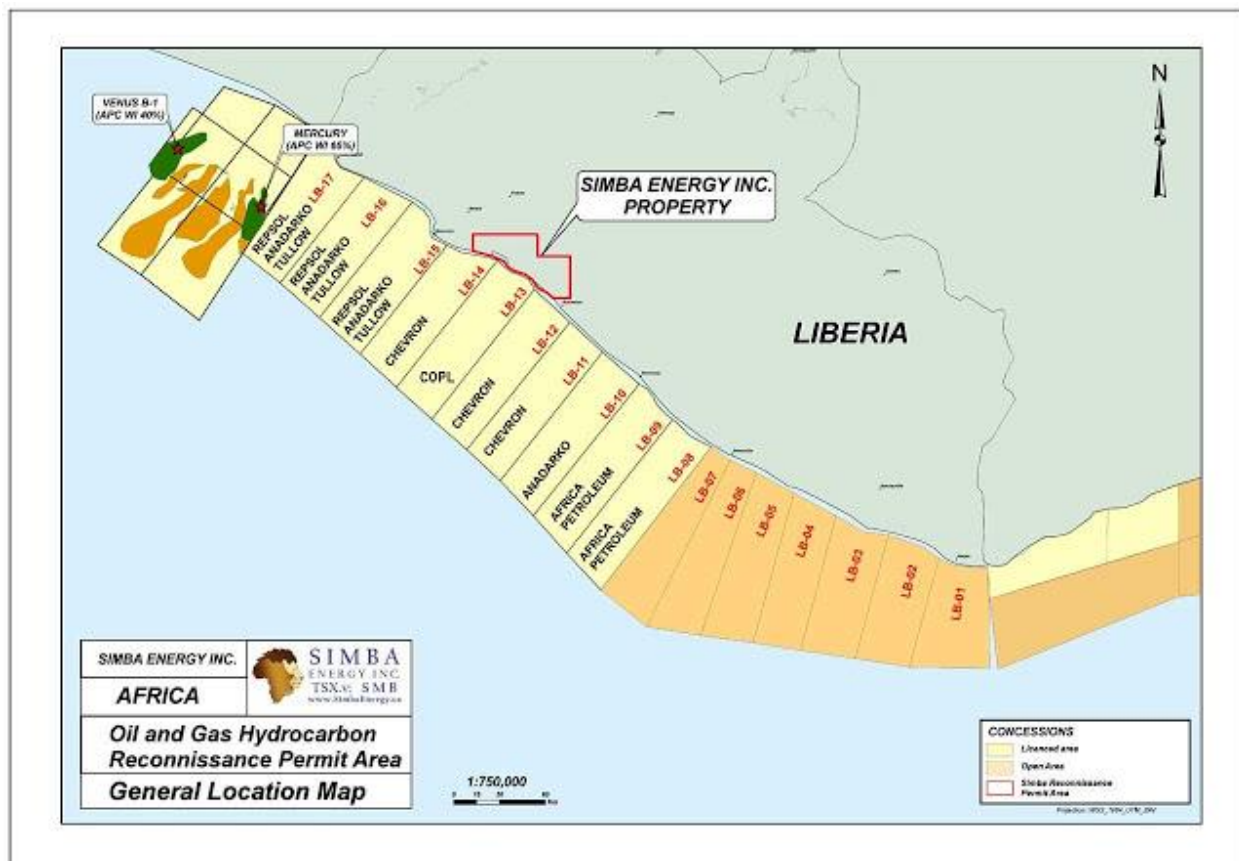 VENUS B-1
(APC WI 40%)
MERCURY
(APC WI 65%)
N
SIMBA ENERGY INC.
PROPERTY
LIBERIA
LB-17
REPSOL
ANADARKO
TULLOW
LB-16
REPSOL
ANADARKO
TULLOW
LB-15
REPSOL
ANADARKO
TULLOW
LB-14
CHEVRON
LB-13
COPL
LB-12
CHEVRON
LB-11
CHEVRON
LB-10
ANADARKO
LB-09
AFRICA
PETROLEUM
LB-08
AFRICA
PETROLEUM
LB-07
LB-06
LB-05
LB-04
LB-03
LB-02
LB-01
SIMBA ENERGY INC.
AFRICA
SIMBA
ENERGY INC
TSX.v: SMB
www.SimbaEnergy.ca
Oil and Gas Hydrocarbon
Reconnissance Permit Area
General Location Map
1:750,000
CONCESSIONS
Licenced area
Open Area
Simba Reconnissance
Permit Area